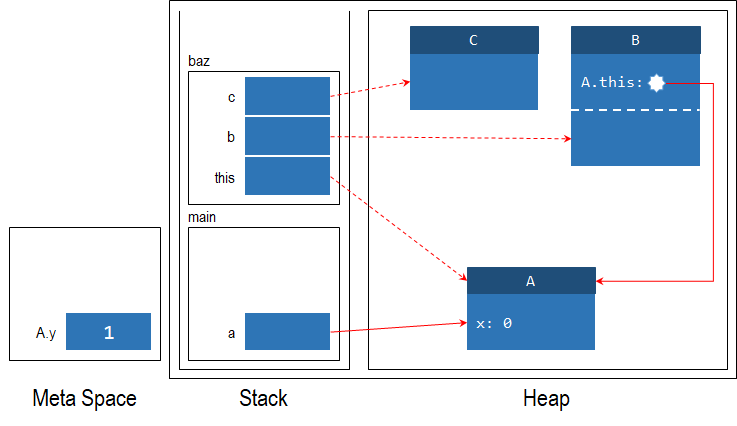 C
B
baz
c
A.this:
b
this
main
A
A.y
1
a
x: 0
Meta Space
Stack
Heap